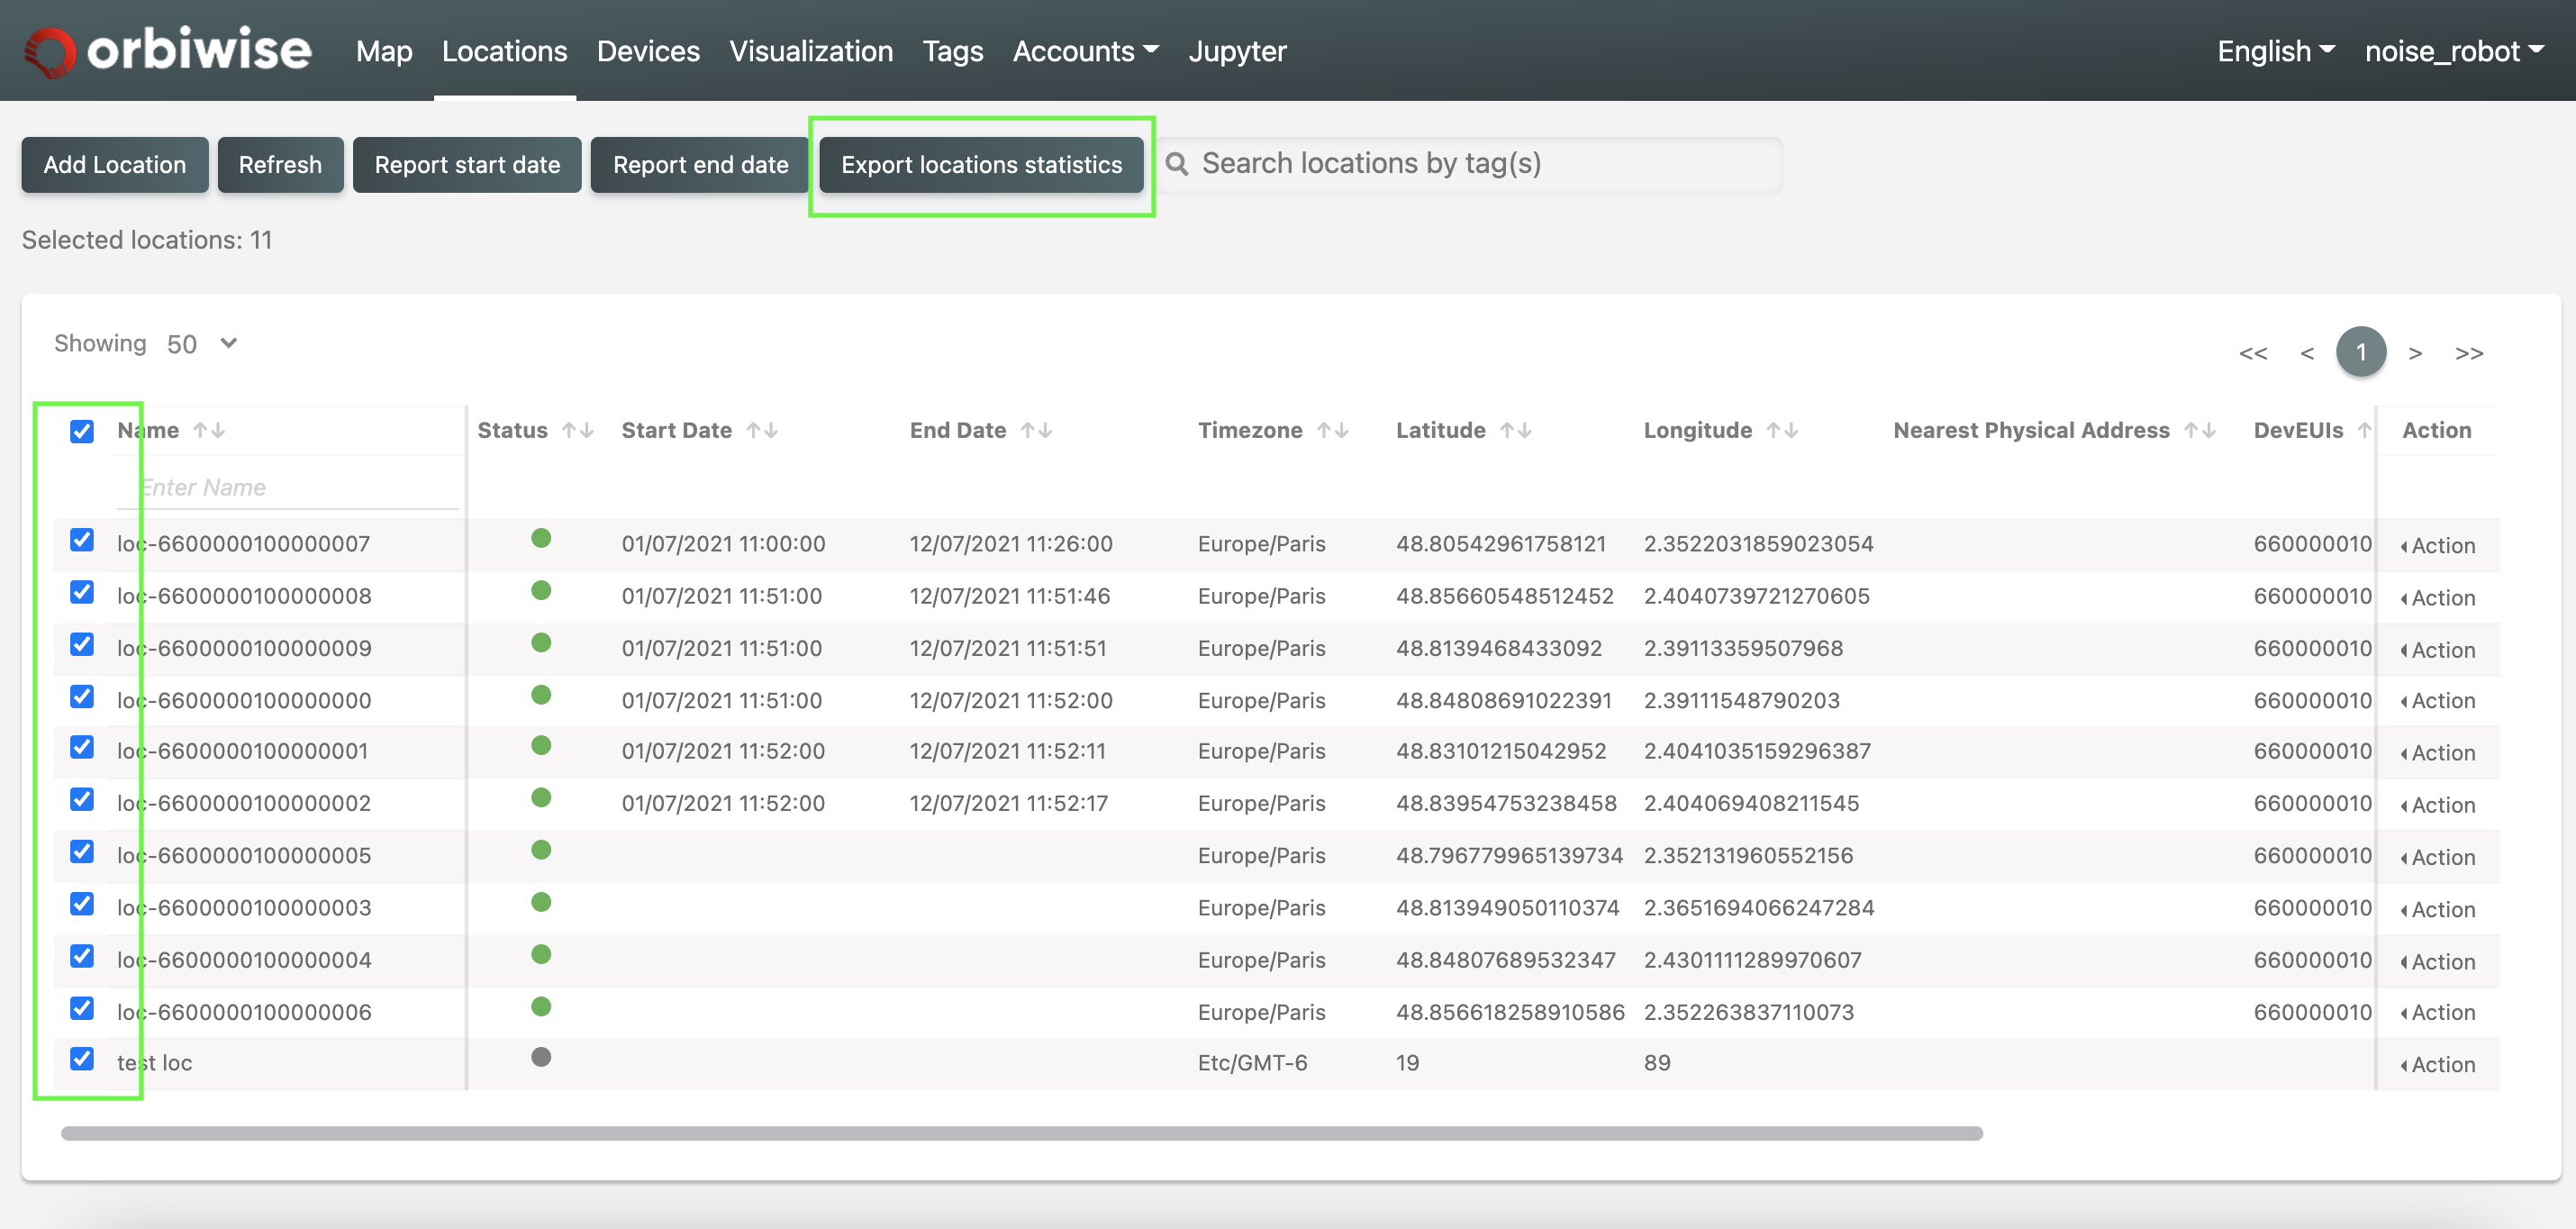 orbiwise Map Locations Devices Visualization Tags Accounts Jupyter English noise_robot
Add Location Refresh Report start date Report end date Export locations statistics Search locations by tag(s)
Selected locations: 11
Showing 50 << < 1 > >>
Name Status Start Date End Date Timezone Latitude Longitude Nearest Physical Address DevEUIs Action
Enter Name
loc-6600000100000007 01/07/2021 11:00:00 12/07/2021 11:26:00 Europe/Paris 48.80542961758121 2.3522031859023054 660000010 Action
loc-6600000100000008 01/07/2021 11:51:00 12/07/2021 11:51:46 Europe/Paris 48.85660548512452 2.4040739721270605 660000010 Action
loc-6600000100000009 01/07/2021 11:51:00 12/07/2021 11:51:51 Europe/Paris 48.8139468433092 2.39113359507968 660000010 Action
loc-6600000100000000 01/07/2021 11:51:00 12/07/2021 11:52:00 Europe/Paris 48.84808691022391 2.39111548790203 660000010 Action
loc-6600000100000001 01/07/2021 11:52:00 12/07/2021 11:52:11 Europe/Paris 48.83101215042952 2.4041035159296387 660000010 Action
loc-6600000100000002 01/07/2021 11:52:00 12/07/2021 11:52:17 Europe/Paris 48.83954753238458 2.404069408211545 660000010 Action
loc-6600000100000005 Europe/Paris 48.796779965139734 2.352131960552156 660000010 Action
loc-6600000100000003 Europe/Paris 48.813949050110374 2.3651694066247284 660000010 Action
loc-6600000100000004 Europe/Paris 48.84807689532347 2.4301111289970607 660000010 Action
loc-6600000100000006 Europe/Paris 48.856618258910586 2.352263837110073 660000010 Action
test loc Etc/GMT-6 19 89 Action